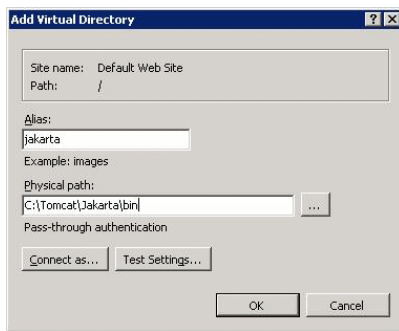 Add Virtual Directory
Site name: Default Web Site
Path: /
Alias:
jakarta
Example: images
Physical path:
C:\Tomcat\Jakarta\bin
...
Pass-through authentication
Connect as... Test Settings...
OK Cancel